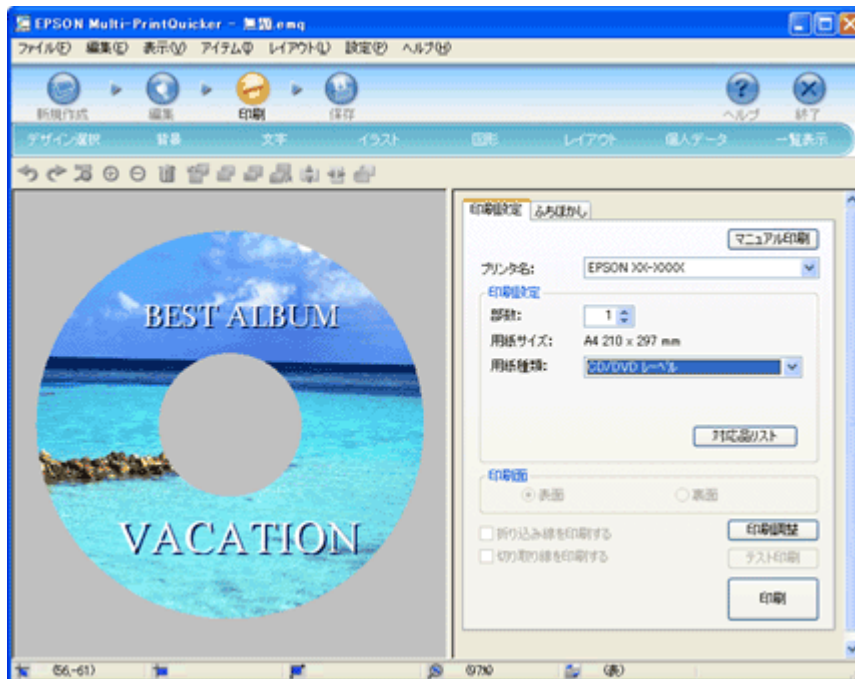 EPSON Multi-PrintQuicker - 無題.emq
ファイル(F) 編集(E) 表示(V) アイテム(I) レイアウト(L) 設定(P) ヘルプ(H)
新規作成 編集 印刷 保存 ヘルプ 終了
デザイン選択 背景 文字 イラスト 図形 レイアウト 個人データ 一覧表示
印刷設定 ふちぼかし
マニュアル印刷
プリンタ名: EPSON XX-XXXX
印刷設定
部数: 1
用紙サイズ: A4 210 x 297 mm
用紙種類: CD/DVD レーベル
対応品リスト
印刷面
表面 裏面
折り込み線を印刷する 印刷調整
切り取り線を印刷する テスト印刷
印刷
BEST ALBUM
VACATION
(56,-61) (97%) (表)